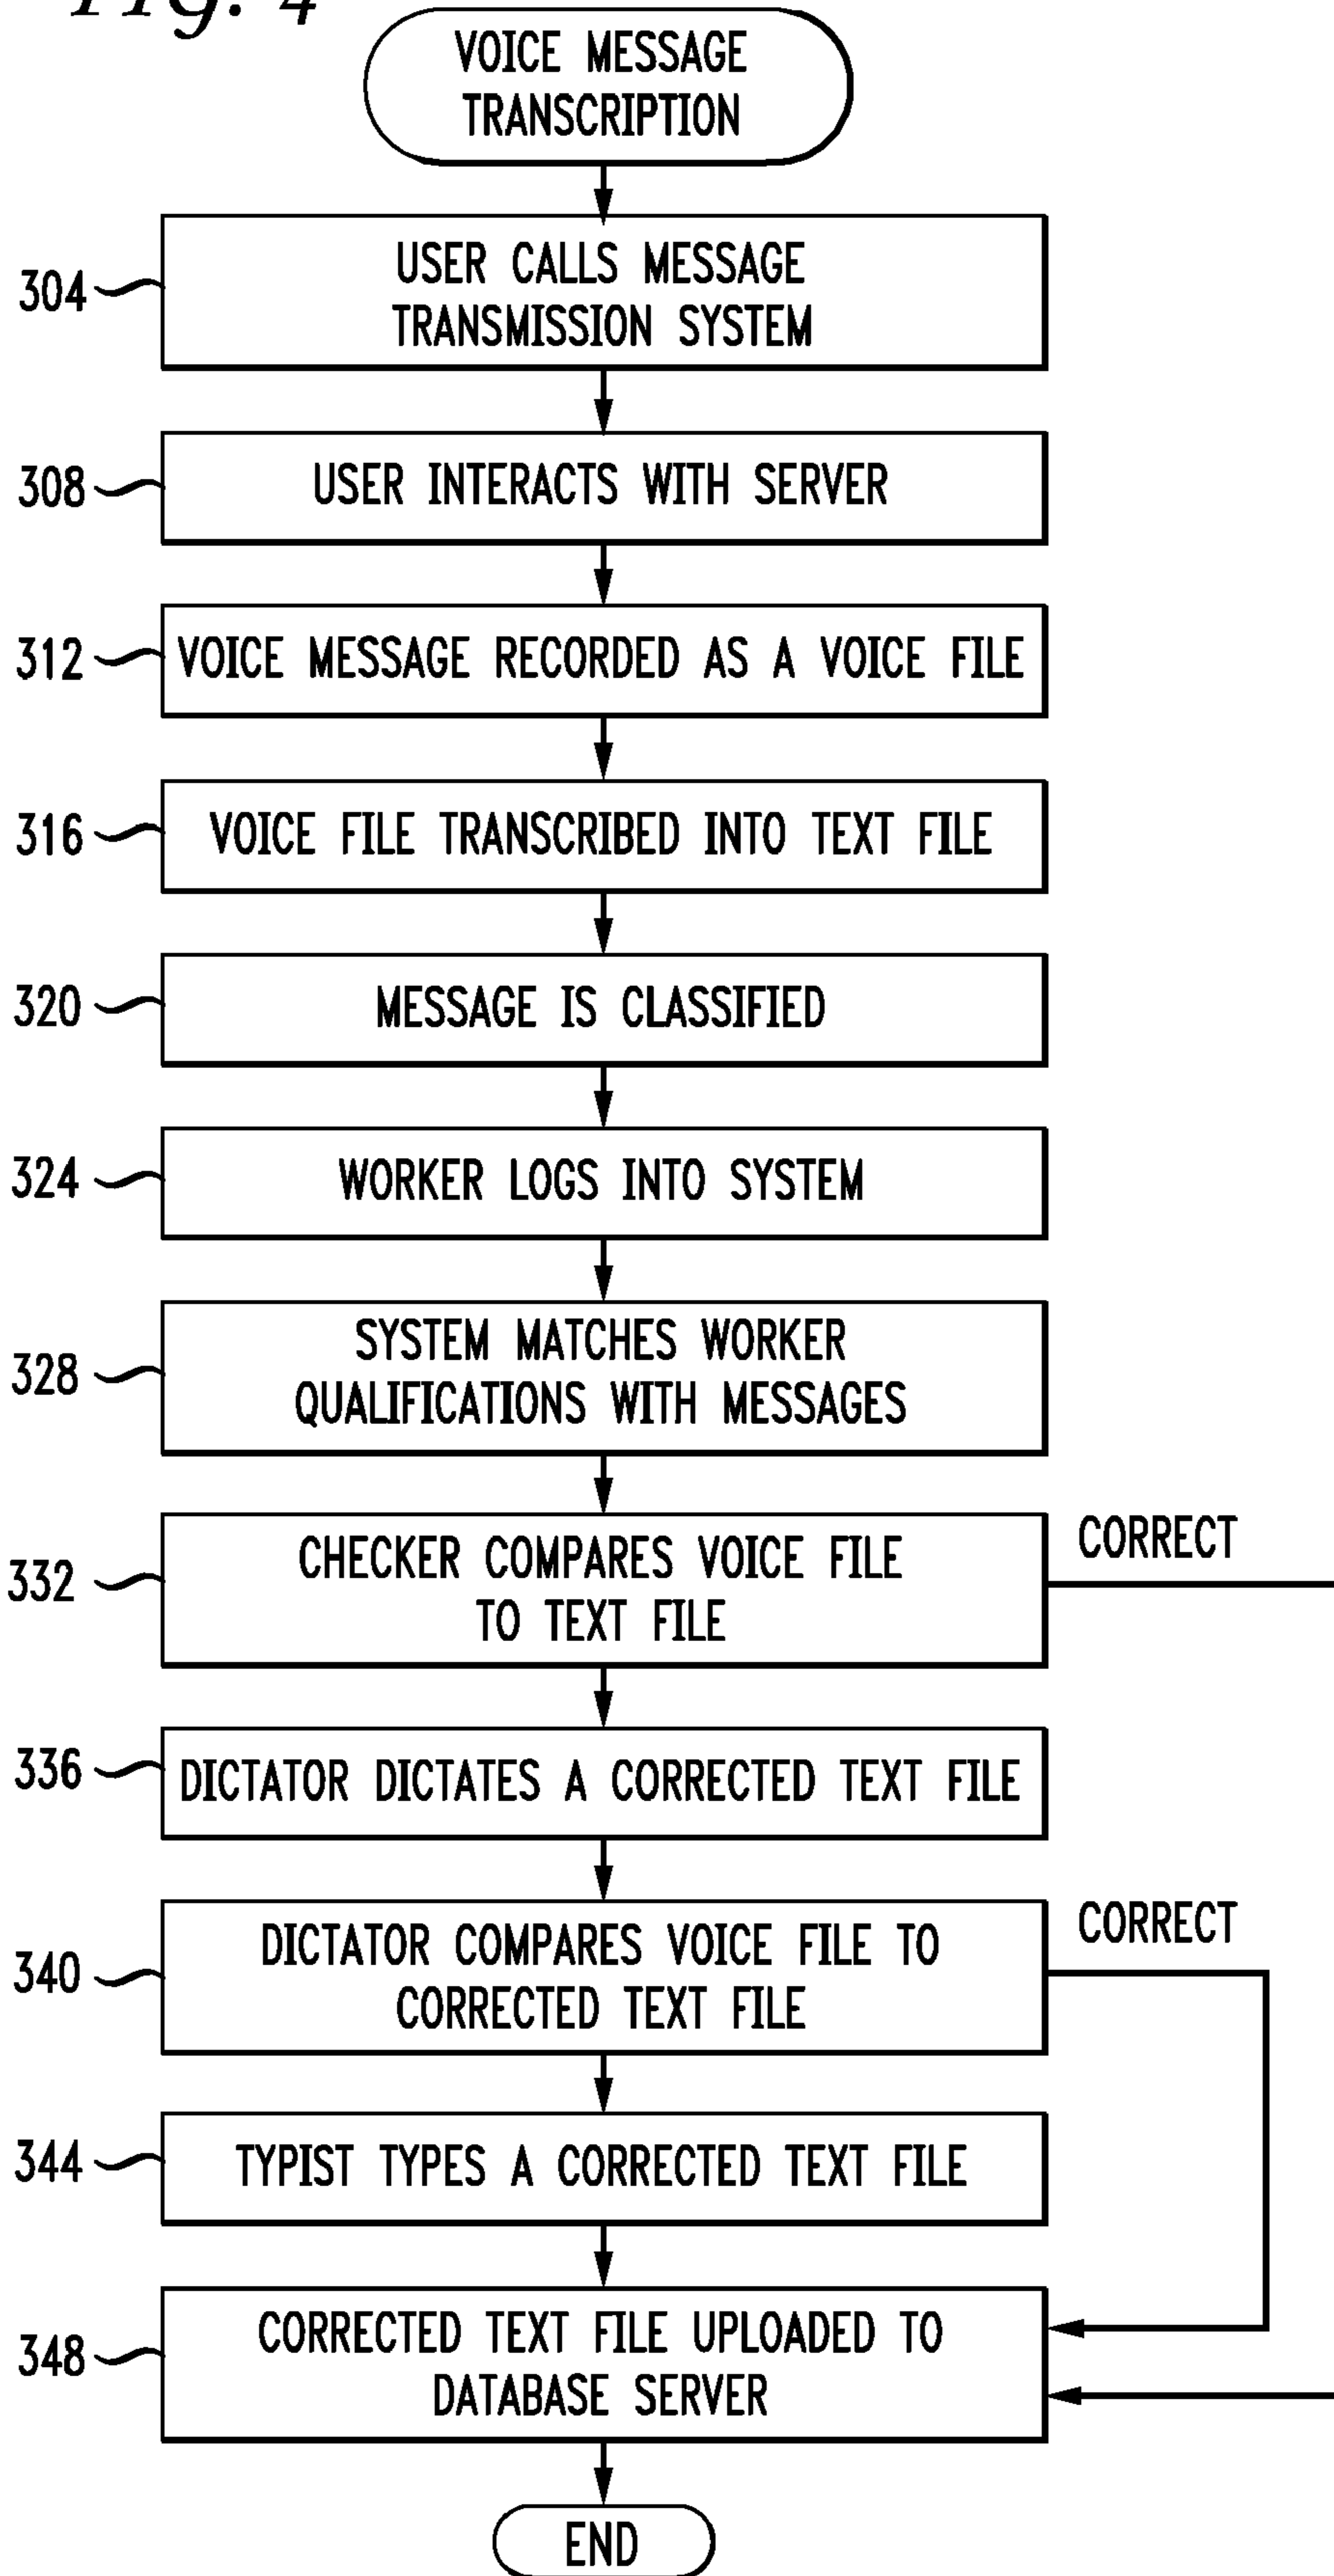 FIG. 4
VOICE MESSAGE
TRANSCRIPTION
304
USER CALLS MESSAGE
TRANSMISSION SYSTEM
308
USER INTERACTS WITH SERVER
312
VOICE MESSAGE RECORDED AS A VOICE FILE
316
VOICE FILE TRANSCRIBED INTO TEXT FILE
320
MESSAGE IS CLASSIFIED
324
WORKER LOGS INTO SYSTEM
328
SYSTEM MATCHES WORKER
QUALIFICATIONS WITH MESSAGES
332
CHECKER COMPARES VOICE FILE
TO TEXT FILE
CORRECT
336
DICTATOR DICTATES A CORRECTED TEXT FILE
340
DICTATOR COMPARES VOICE FILE TO
CORRECTED TEXT FILE
CORRECT
344
TYPIST TYPES A CORRECTED TEXT FILE
348
CORRECTED TEXT FILE UPLOADED TO
DATABASE SERVER
END